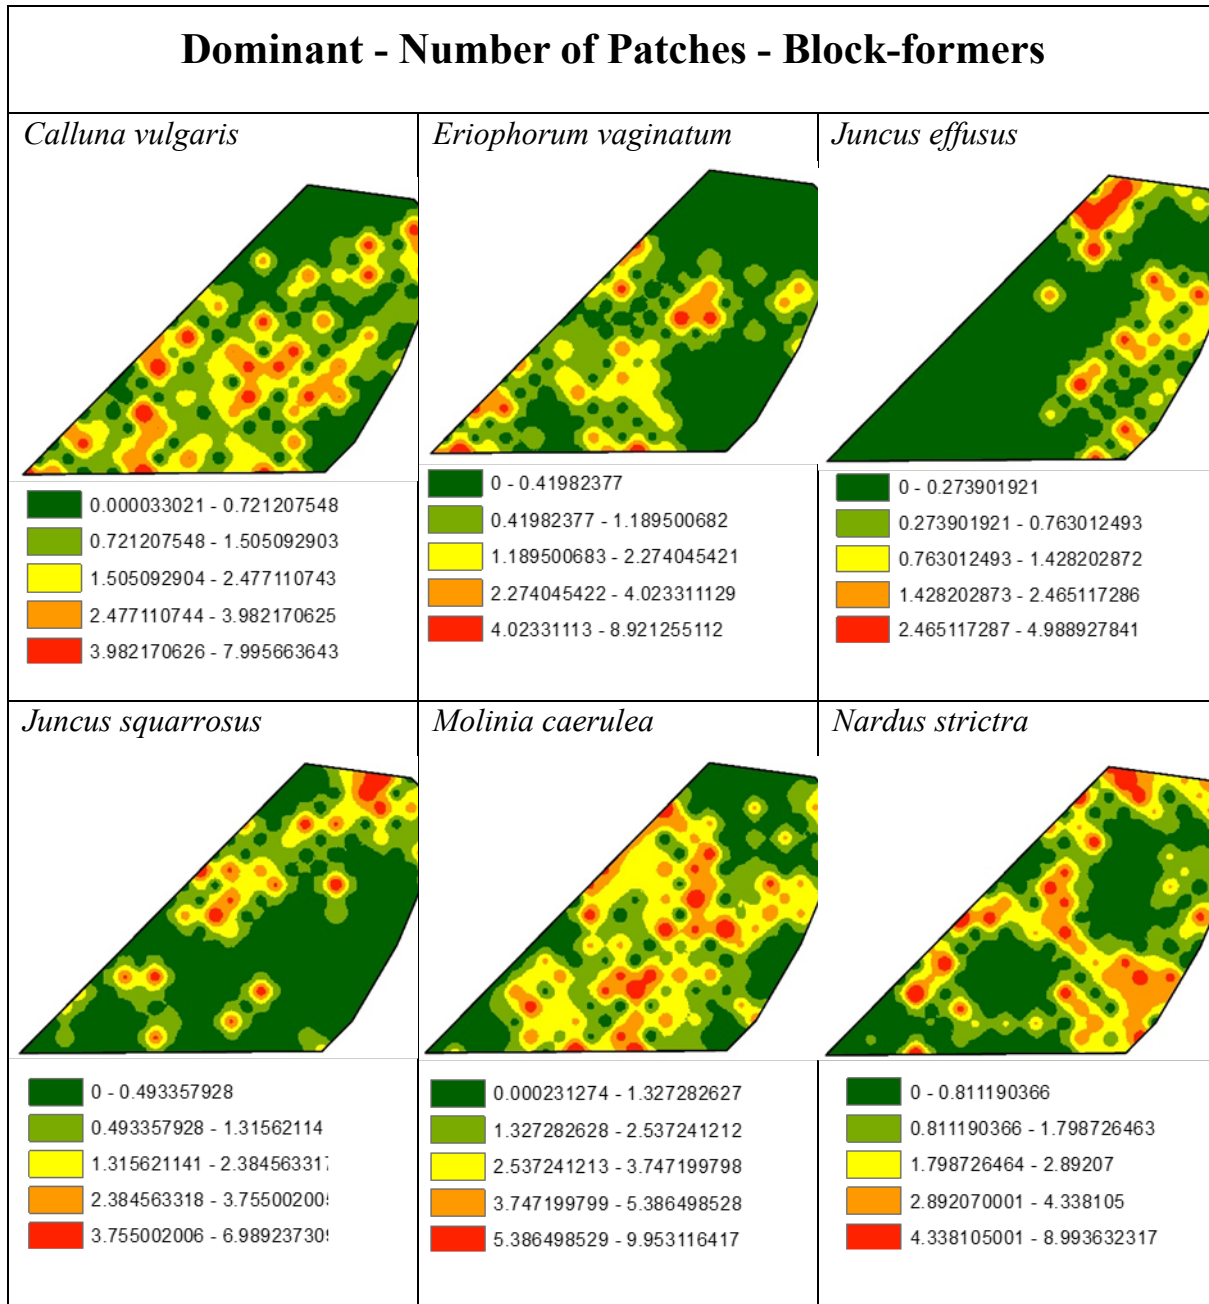 Dominant - Number of Patches - Block-formers
Calluna vulgaris
0.000033021 - 0.721207548
0.721207548 - 1.505092903
1.505092904 - 2.477110743
2.477110744 - 3.982170625
3.982170626 - 7.995663643
Eriophorum vaginatum
0 - 0.41982377
0.41982377 - 1.189500682
1.189500683 - 2.274045421
2.274045422 - 4.023311129
4.02331113 - 8.921255112
Juncus effusus
0 - 0.273901921
0.273901921 - 0.763012493
0.763012493 - 1.428202872
1.428202873 - 2.465117286
2.465117287 - 4.988927841
Juncus squarrosus
0 - 0.493357928
0.493357928 - 1.31562114
1.315621141 - 2.384563317
2.384563318 - 3.755002005
3.755002006 - 6.989237309
Molinia caerulea
0.000231274 - 1.327282627
1.327282628 - 2.537241212
2.537241213 - 3.747199798
3.747199799 - 5.386498528
5.386498529 - 9.953116417
Nardus strictra
0 - 0.811190366
0.811190366 - 1.798726463
1.798726464 - 2.89207
2.892070001 - 4.338105
4.338105001 - 8.993632317